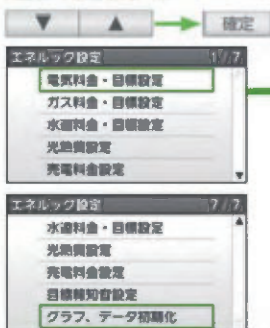 ▼ ▲ 確定
エネルック設定 1/7
電気料金・目標設定
ガス料金・目標設定
水道料金・目標設定
光熱費設定
売電料金設定
▼
エネルック設定 7/7
▲
水道料金・目標設定
光熱費設定
売電料金設定
目標報知音設定
グラフ、データ初期化